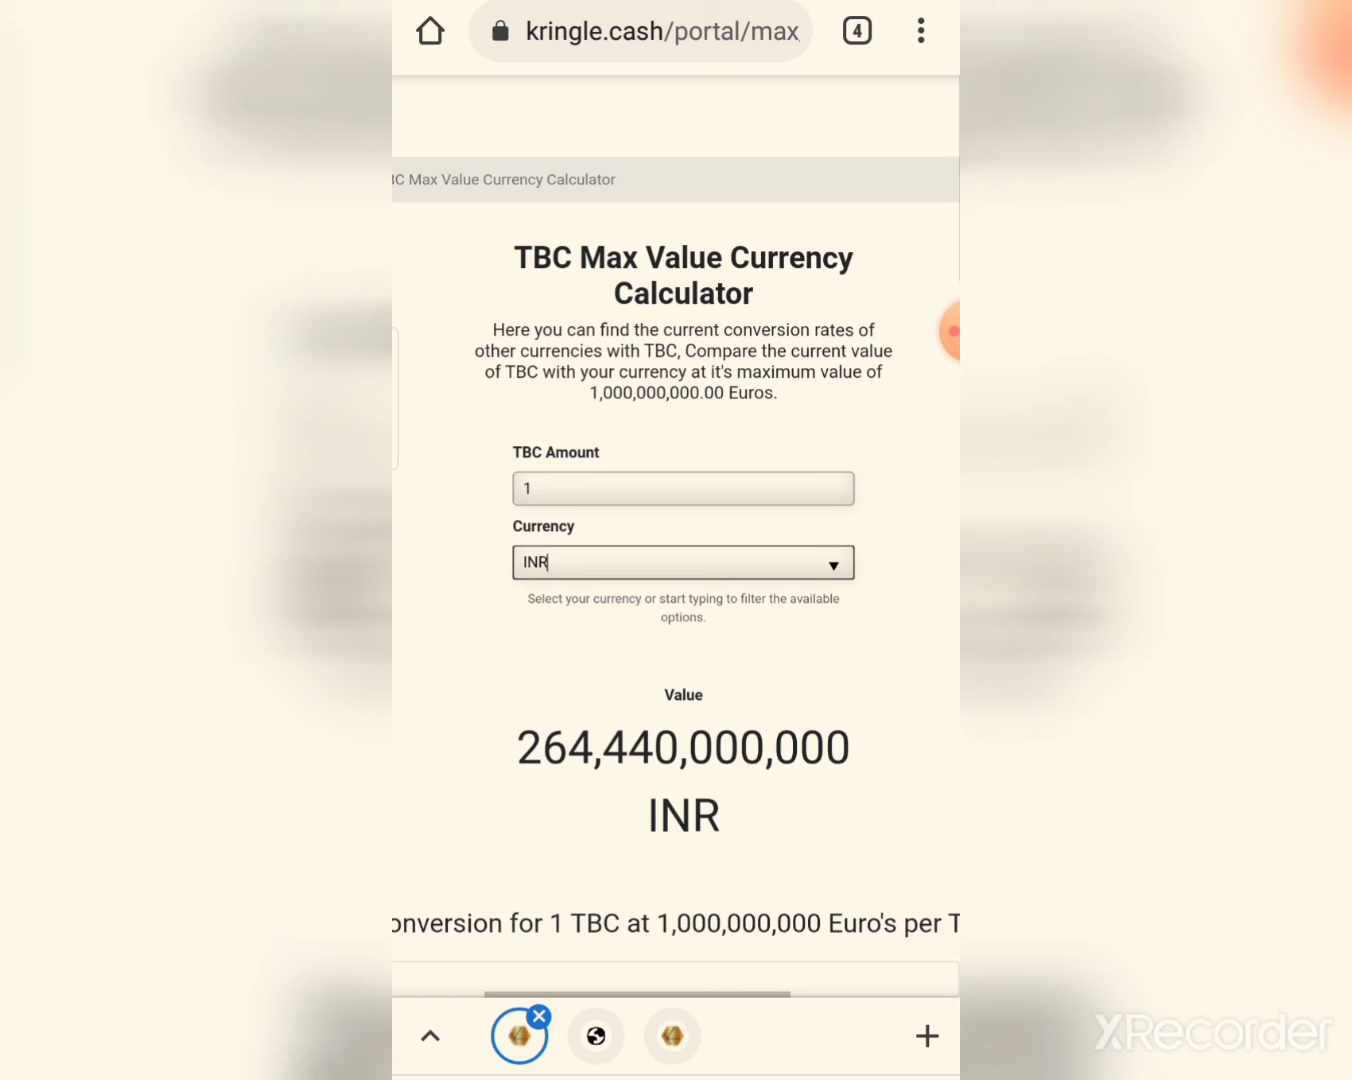 kringle.cash/portal/max
4
BC Max Value Currency Calculator
TBC Max Value Currency
Calculator
Here you can find the current conversion rates of
other currencies with TBC, Compare the current value
of TBC with your currency at it's maximum value of
1,000,000,000.00 Euros.
TBC Amount
1
Currency
INR
Select your currency or start typing to filter the available
options.
Value
264,440,000,000
INR
onversion for 1 TBC at 1,000,000,000 Euro's per T
XRecorder